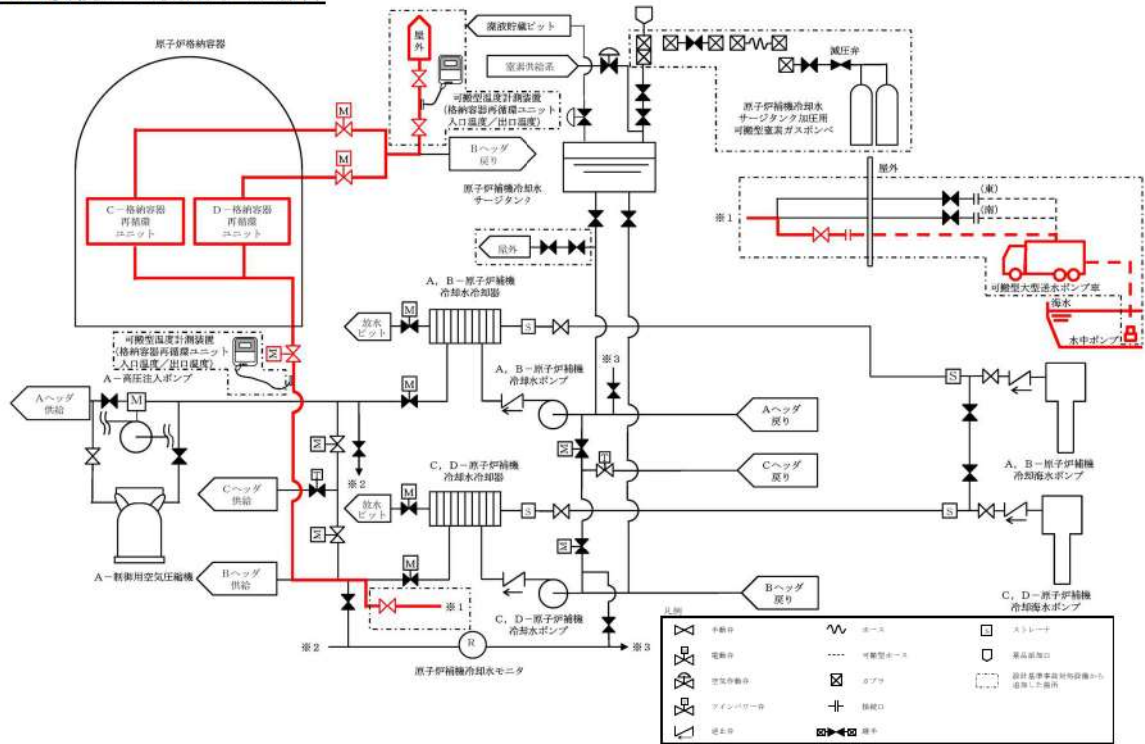 原子炉格納容器
屋外
廃液貯蔵ピット
窒素供給系
可搬型温度計測装置
(格納容器再循環ユニット
入口温度/出口温度)
減圧弁
原子炉補機冷却水
サージタンク加圧用
可搬型窒素ガスボンベ
M
M
Bヘッダ
戻り
原子炉補機冷却水
サージタンク
C-格納容器
再循環
ユニット
D-格納容器
再循環
ユニット
屋外
(東)
(南)
※1
可搬型大型送水ポンプ車
海水
水中ポンプ
屋外
A,B-原子炉補機
冷却水冷却器
放水
ピット
M
S
可搬型温度計測装置
(格納容器再循環ユニット
入口温度/出口温度)
M
※3
A-高圧注入ポンプ
A,B-原子炉補機
冷却水ポンプ
S
Aヘッダ
供給
M
M
Aヘッダ
戻り
M
M
A,B-原子炉補機
冷却海水ポンプ
※2
C,D-原子炉補機
冷却水冷却器
T
Cヘッダ
戻り
Cヘッダ
供給
T
放水
ピット
M
S
S
M
M
A-制御用空気圧縮機
Bヘッダ
供給
M
Bヘッダ
戻り
※1
C,D-原子炉補機
冷却水ポンプ
C,D-原子炉補機
冷却海水ポンプ
※2
R
※3
原子炉補機冷却水モニタ
凡例
手動弁
ホース
S
ストレーナ
電動弁
可搬型ホース
薬品添加口
空気作動弁
カプラ
設計基準事故対処設備から
追加した箇所
ツインパワー弁
接続口
逆止弁
継手